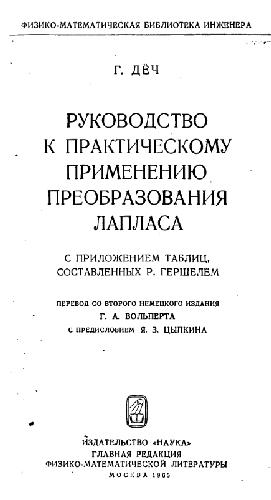 ФИЗИКО-МАТЕМАТИЧЕСКАЯ БИБЛИОТЕКА ИНЖЕНЕРА
Г. ДЁЧ
РУКОВОДСТВО
К ПРАКТИЧЕСКОМУ
ПРИМЕНЕНИЮ
ПРЕОБРАЗОВАНИЯ
ЛАПЛАСА
С ПРИЛОЖЕНИЕМ ТАБЛИЦ,
СОСТАВЛЕННЫХ Р. ГЕРШЕЛЕМ
ПЕРЕВОД СО ВТОРОГО НЕМЕЦКОГО ИЗДАНИЯ
Г. А. ВОЛЬПЕРТА
С ПРЕДИСЛОВИЕМ Я. З. ЦЫПКИНА
ИЗДАТЕЛЬСТВО «НАУКА»
ГЛАВНАЯ РЕДАКЦИЯ
ФИЗИКО-МАТЕМАТИЧЕСКОЙ ЛИТЕРАТУРЫ
МОСКВА 1965